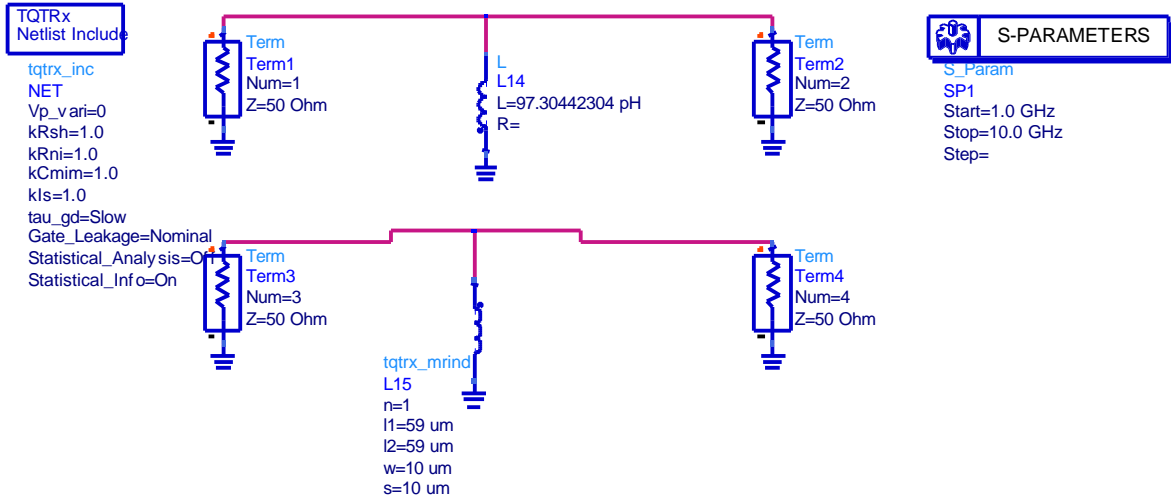 TQTRx
Netlist Include
tqtrx_inc
NET
Vp_vari=0
kRsh=1.0
kRni=1.0
kCmim=1.0
kIs=1.0
tau_gd=Slow
Gate_Leakage=Nominal
Statistical_Analysis=Off
Statistical_Info=On
Term
Term1
Num=1
Z=50 Ohm
L
L14
L=97.30442304 pH
R=
Term
Term2
Num=2
Z=50 Ohm
S-PARAMETERS
S_Param
SP1
Start=1.0 GHz
Stop=10.0 GHz
Step=
Term
Term3
Num=3
Z=50 Ohm
tqtrx_mrind
L15
n=1
l1=59 um
l2=59 um
w=10 um
s=10 um
Term
Term4
Num=4
Z=50 Ohm